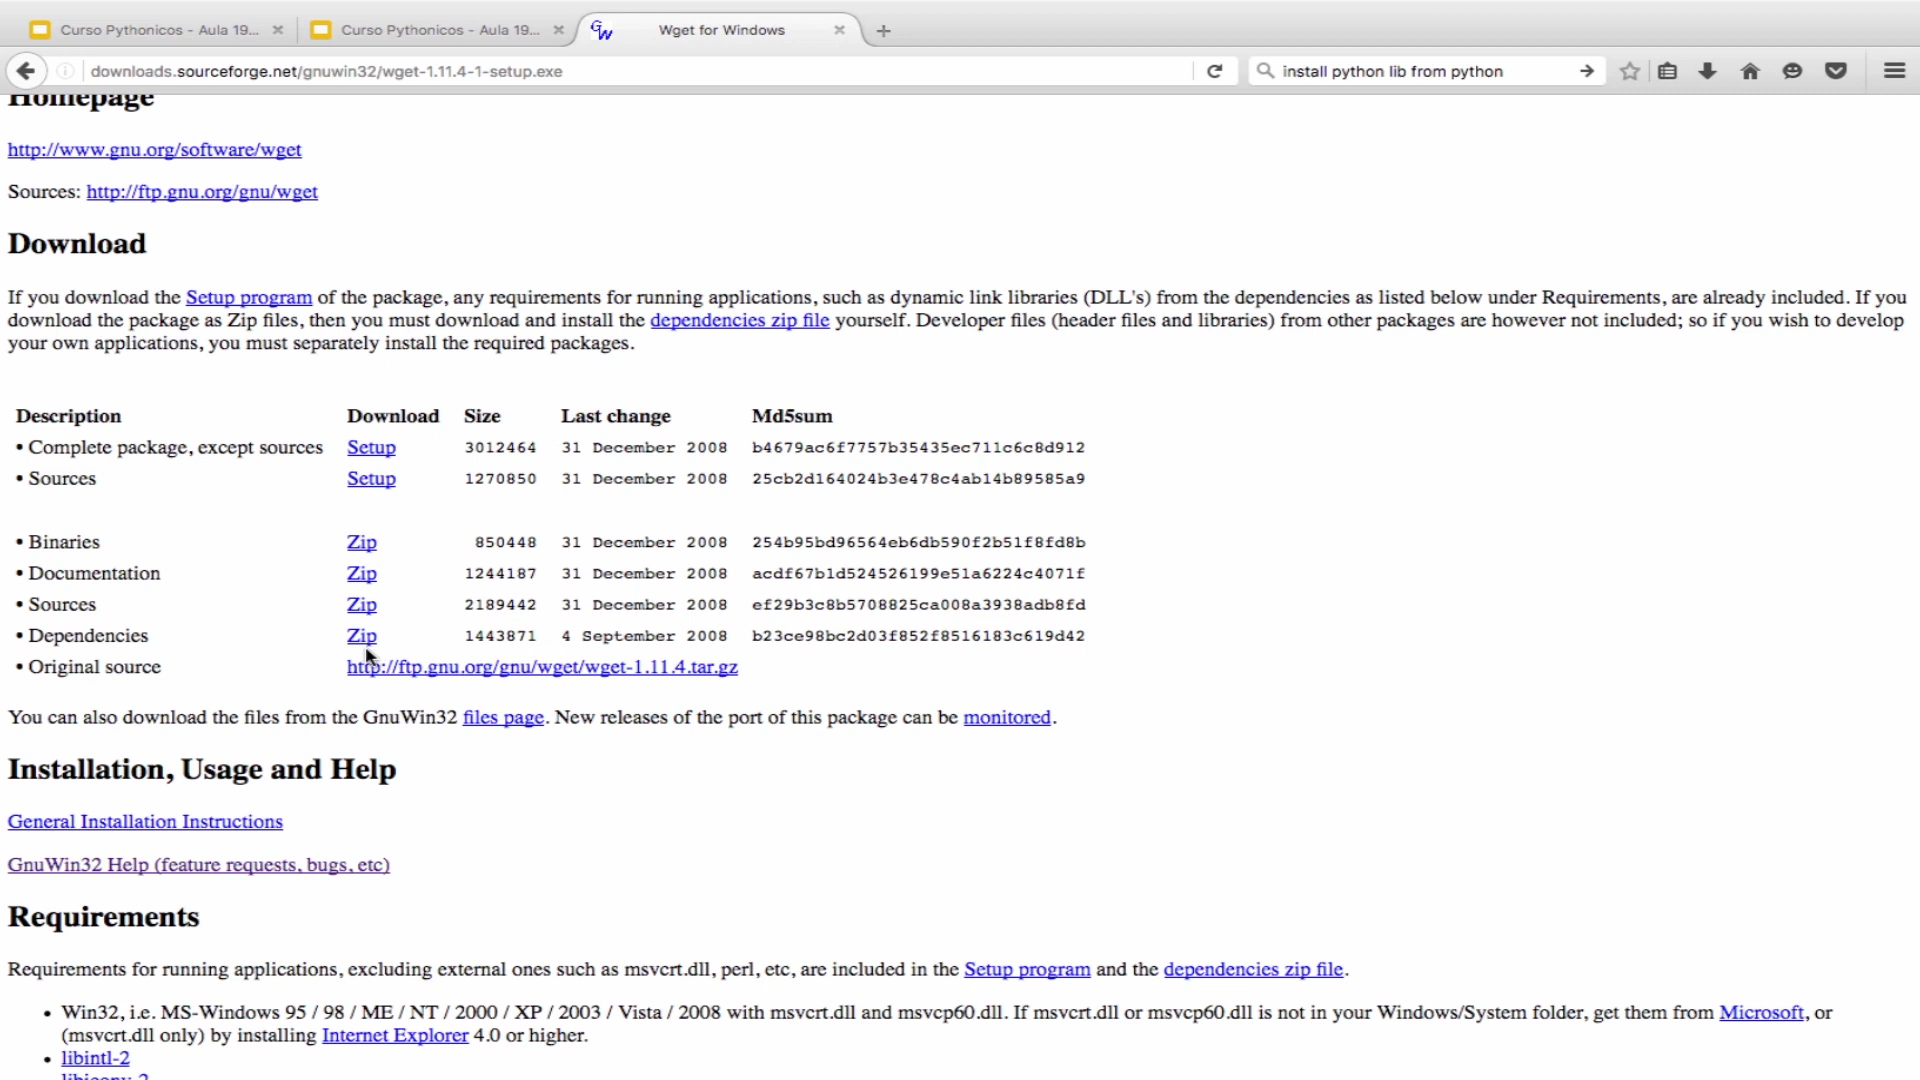 Curso Pythonicos - Aula 19...
Curso Pythonicos - Aula 19...
Wget for Windows
downloads.sourceforge.net/gnuwin32/wget-1.11.4-1-setup.exe
install python lib from python
Homepage
http://www.gnu.org/software/wget
Sources: http://ftp.gnu.org/gnu/wget
Download
If you download the Setup program of the package, any requirements for running applications, such as dynamic link libraries (DLL's) from the dependencies as listed below under Requirements, are already included. If you
download the package as Zip files, then you must download and install the dependencies zip file yourself. Developer files (header files and libraries) from other packages are however not included; so if you wish to develop
your own applications, you must separately install the required packages.
Description Download Size Last change Md5sum
• Complete package, except sources Setup 3012464 31 December 2008 b4679ac6f7757b35435ec711c6c8d912
• Sources Setup 1270850 31 December 2008 25cb2d164024b3e478c4ab14b89585a9
• Binaries Zip 850448 31 December 2008 254b95bd96564eb6db590f2b51f8fd8b
• Documentation Zip 1244187 31 December 2008 acdf67b1d524526199e51a6224c4071f
• Sources Zip 2189442 31 December 2008 ef29b3c8b5708825ca008a3938adb8fd
• Dependencies Zip 1443871 4 September 2008 b23ce98bc2d03f852f8516183c619d42
• Original source http://ftp.gnu.org/gnu/wget/wget-1.11.4.tar.gz
You can also download the files from the GnuWin32 files page. New releases of the port of this package can be monitored.
Installation, Usage and Help
General Installation Instructions
GnuWin32 Help (feature requests, bugs, etc)
Requirements
Requirements for running applications, excluding external ones such as msvcrt.dll, perl, etc, are included in the Setup program and the dependencies zip file.
• Win32, i.e. MS-Windows 95 / 98 / ME / NT / 2000 / XP / 2003 / Vista / 2008 with msvcrt.dll and msvcp60.dll. If msvcrt.dll or msvcp60.dll is not in your Windows/System folder, get them from Microsoft, or
(msvcrt.dll only) by installing Internet Explorer 4.0 or higher.
• libintl-2
libiconv-2